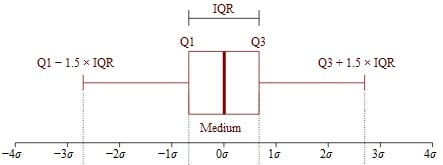 IQR
Q1 Q3
Q1 − 1.5 × IQR Q3 + 1.5 × IQR
Medium
−4σ −3σ −2σ −1σ 0σ 1σ 2σ 3σ 4σ